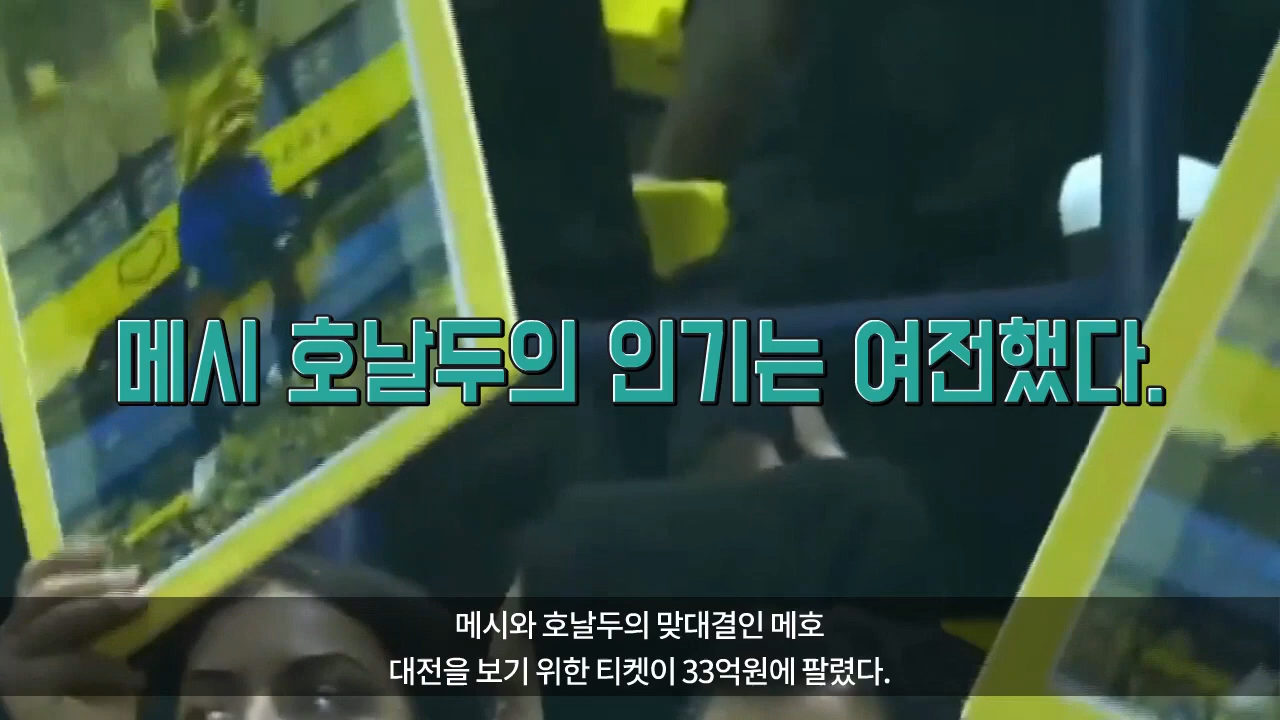 메시 호날두의 인기는 여전했다.
메시와 호날두의 맞대결인 메호
대전을 보기 위한 티켓이 33억원에 팔렸다.